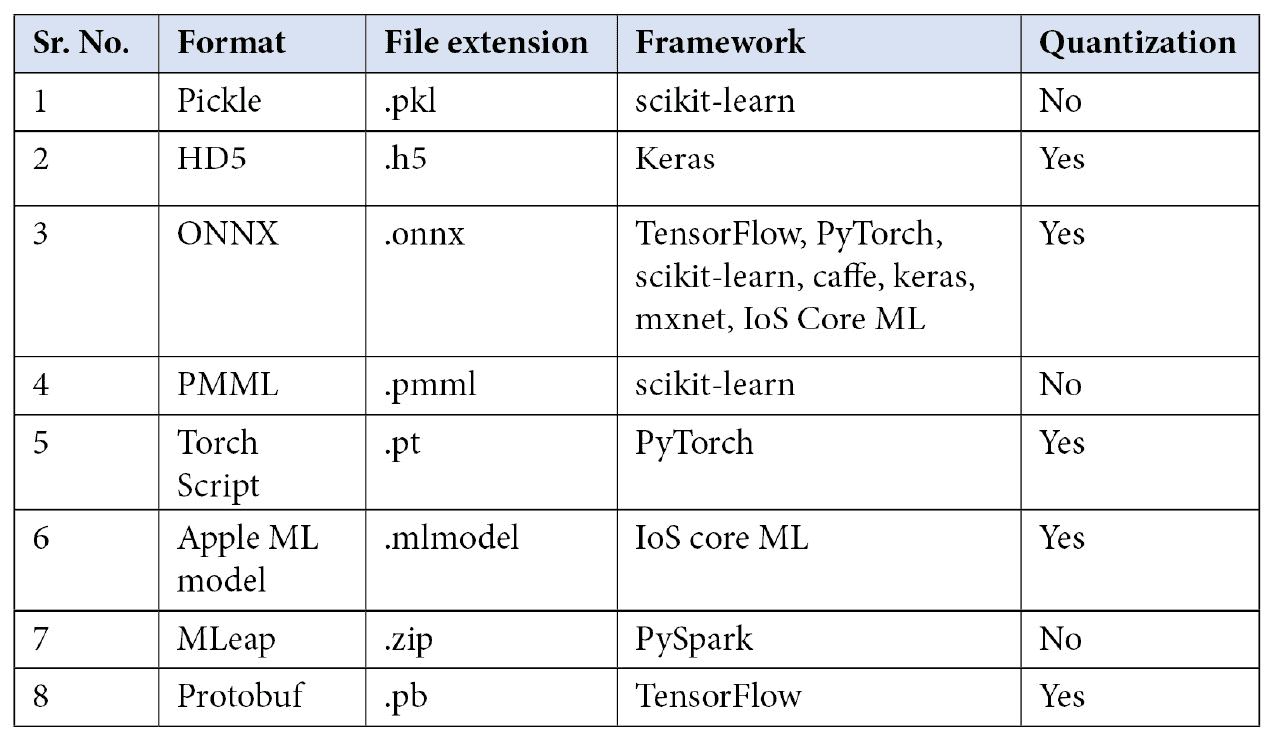 Sr. No. Format File extension Framework Quantization
1 Pickle .pkl scikit-learn No
2 HD5 .h5 Keras Yes
3 ONNX .onnx TensorFlow, PyTorch, Yes
scikit-learn, caffe, keras,
mxnet, IoS Core ML
4 PMML .pmml scikit-learn No
5 Torch .pt PyTorch Yes
Script
6 Apple ML .mlmodel IoS core ML Yes
model
7 MLeap .zip PySpark No
8 Protobuf .pb TensorFlow Yes